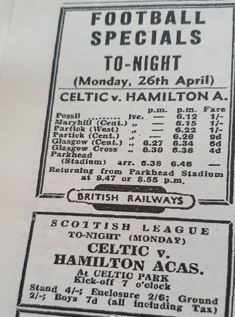 FOOTBALL
SPECIALS
TO-NIGHT
(Monday, 26th April)
CELTIC v. HAMILTON A.
p.m. p.m. Fare
Possil ........ lve. — 6.12 1/-
Maryhill (Cent.) ,, — 6.15 1/-
Partick (West) ,, — 6.22 1/-
Partick (Cent.) ,, — 6.26 9d
Glasgow (Cent.) ,, 6.27 6.34 6d
Glasgow Cross ,, 6.30 6.38 4d
Parkhead
(Stadium) arr. 6.38 6.46 —
Returning from Parkhead Stadium
at 8.47 or 8.55 p.m.
BRITISH RAILWAYS
SCOTTISH LEAGUE
TO-NIGHT (MONDAY)
CELTIC v.
HAMILTON ACAS.
At CELTIC PARK
Kick-off 7 o'clock
Stand 4/-; Enclosure 2/6; Ground
2/-; Boys 7d (all including Tax)